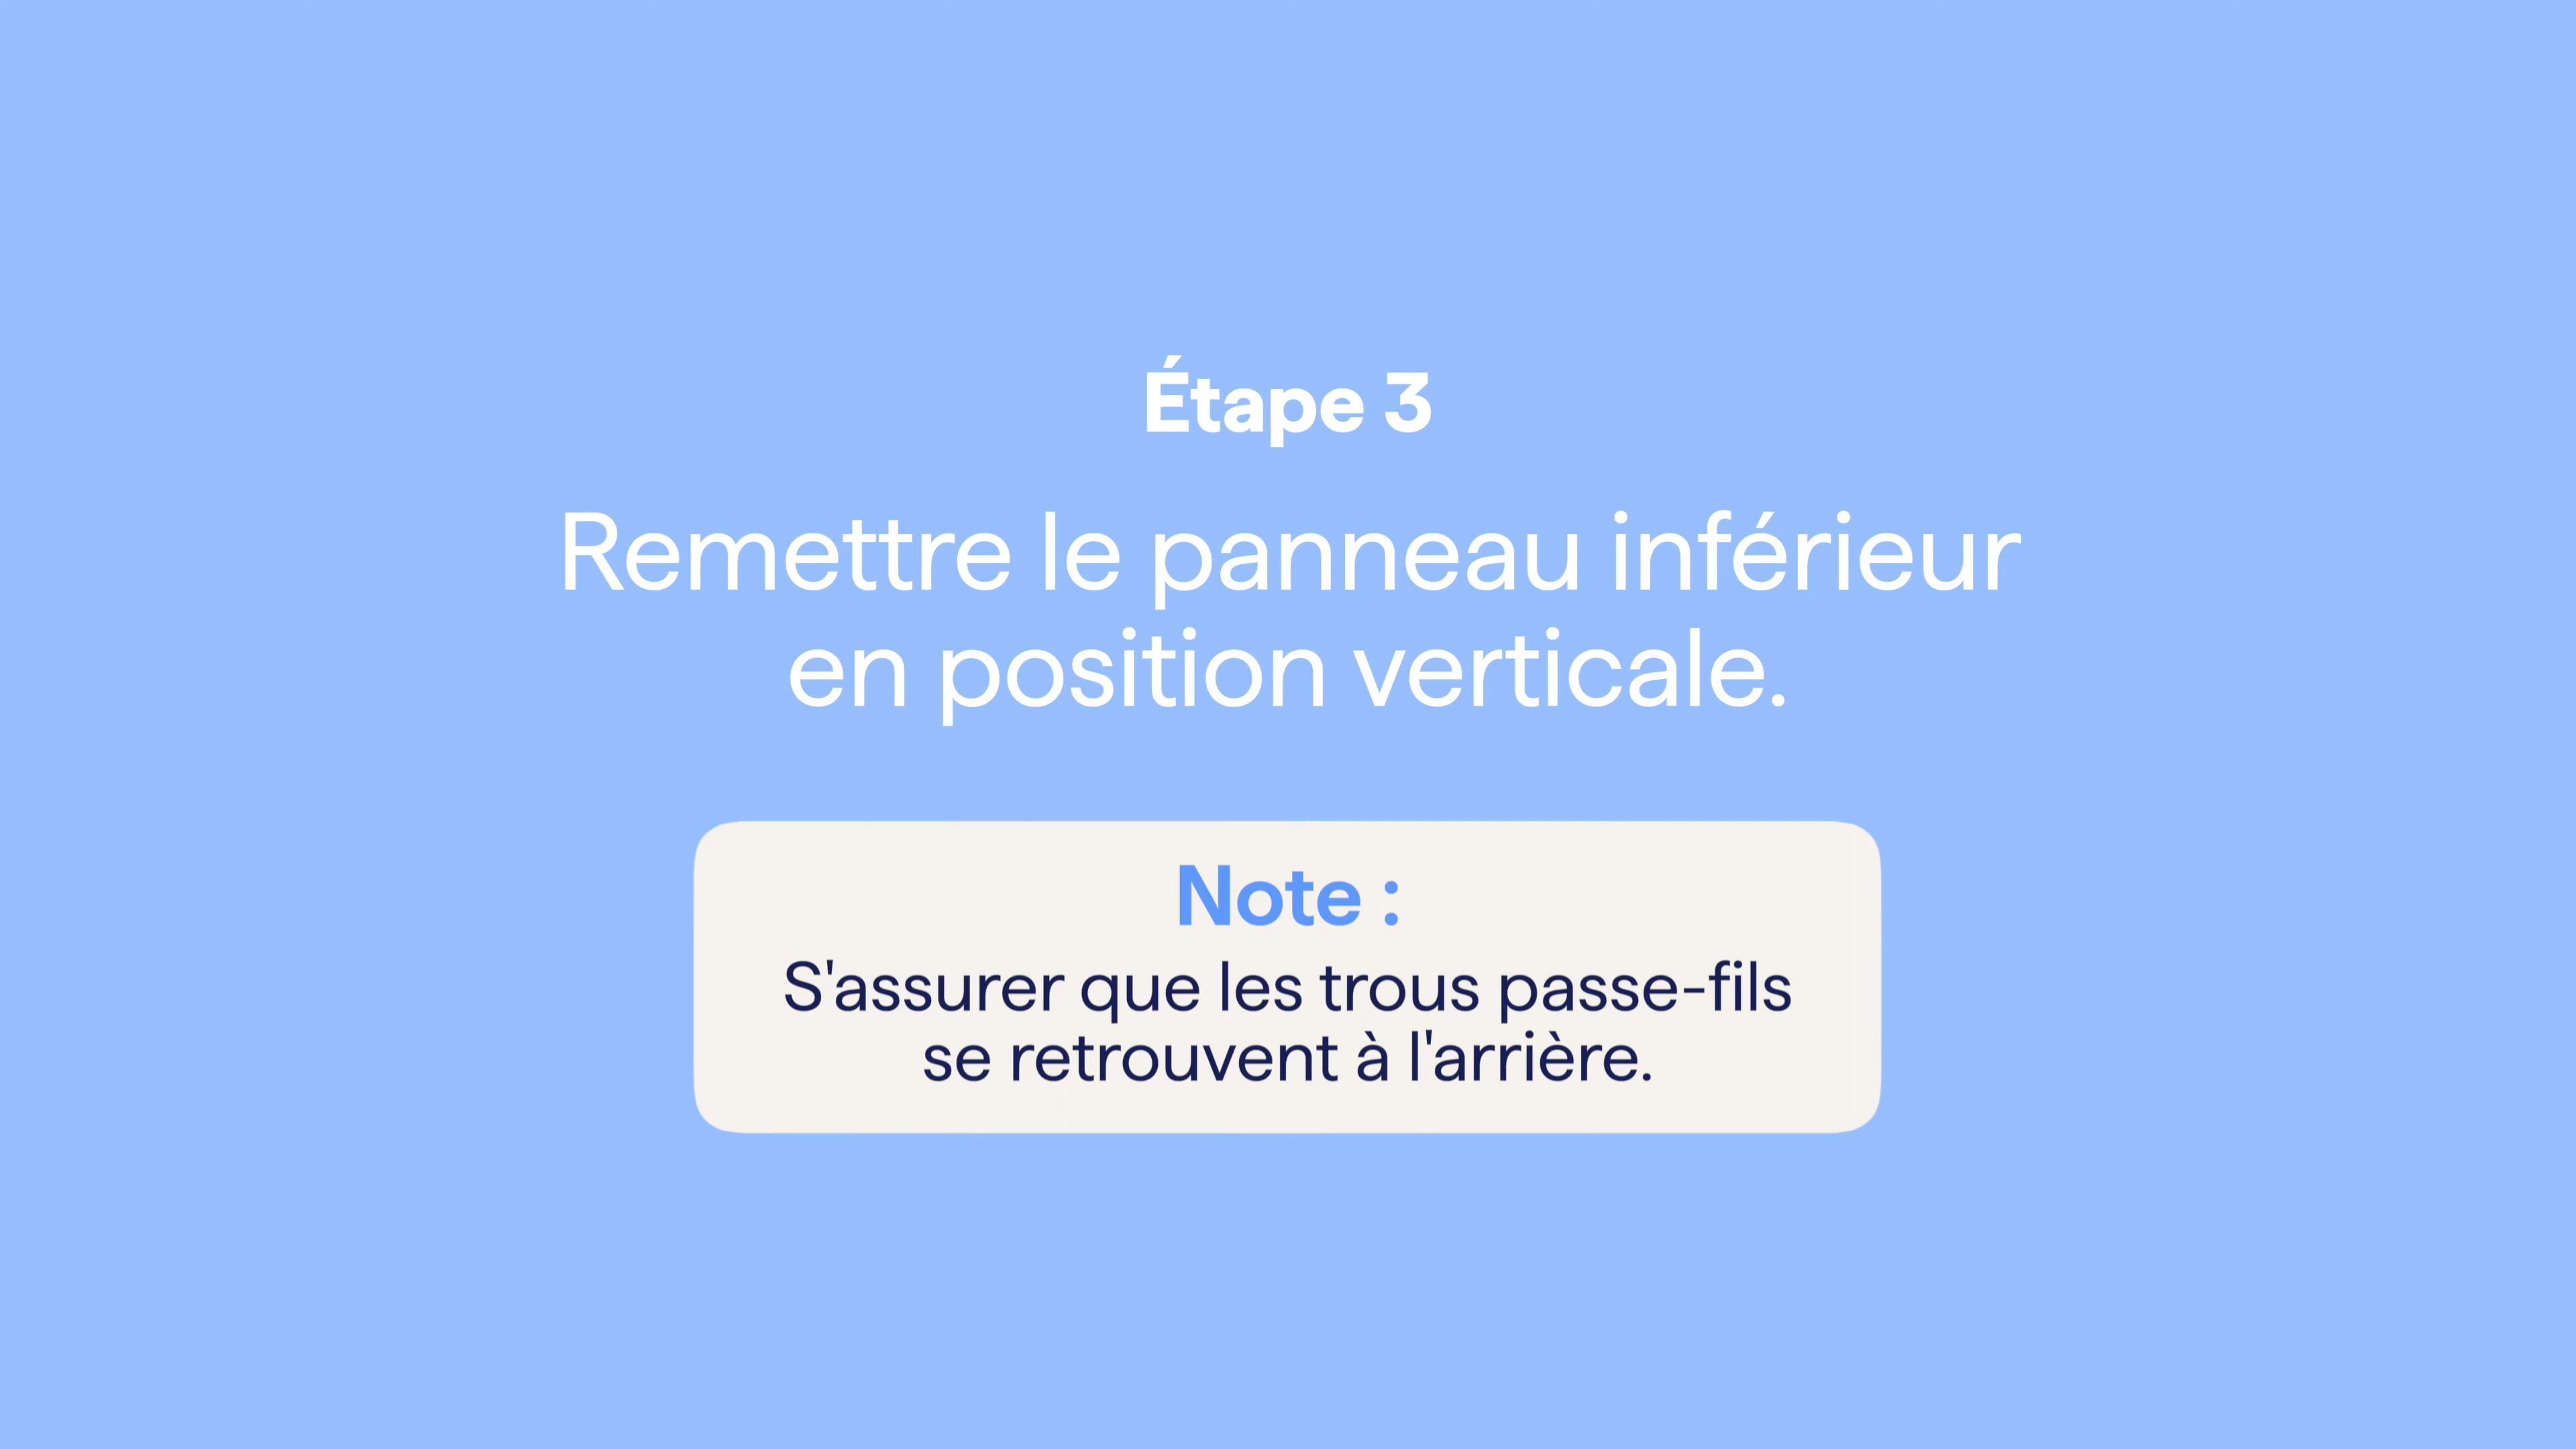 Étape 3
Remettre le panneau inférieur
en position verticale.
Note :
S'assurer que les trous passe-fils
se retrouvent à l'arrière.